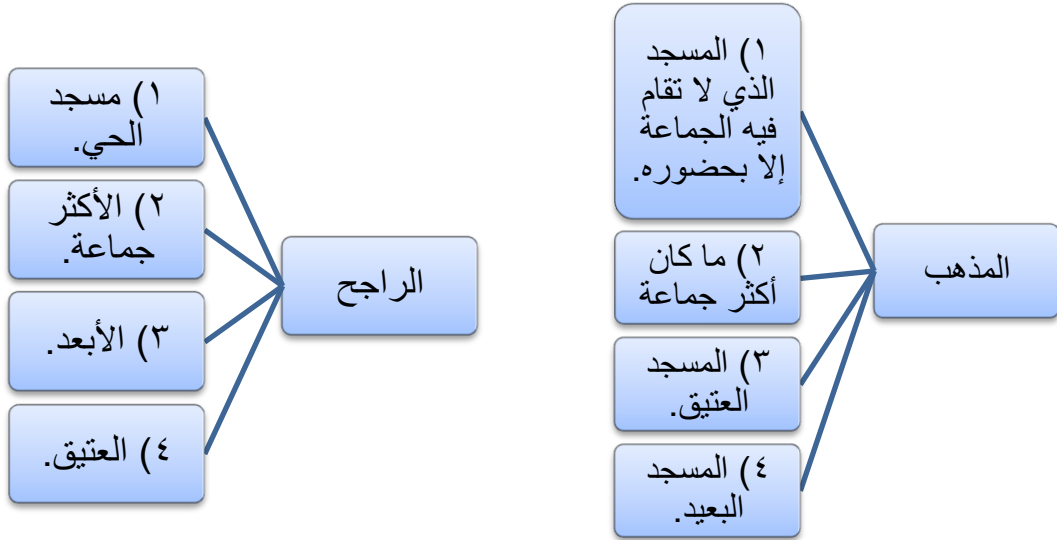 المذهب
١) المسجد
الذي لا تقام
فيه الجماعة
إلا بحضوره.
٢) ما كان
أكثر جماعة
٣) المسجد
العتيق.
٤) المسجد
البعيد.
الراجح
١) مسجد
الحي.
٢) الأكثر
جماعة.
٣) الأبعد.
٤) العتيق.